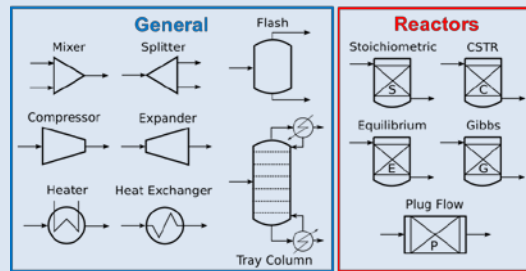 General
Mixer
Splitter
Flash
Compressor
Expander
Heater
Heat Exchanger
Tray Column
Reactors
Stoichiometric
CSTR
S
C
Equilibrium
Gibbs
E
G
Plug Flow
P